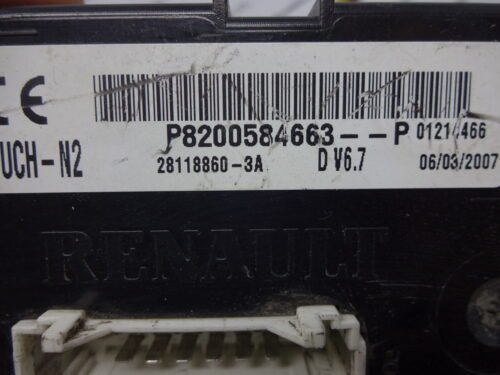 CE
P8200584663--P 01214466
UCH-N2 28118860-3A D V6.7 06/03/2007
RENAULT